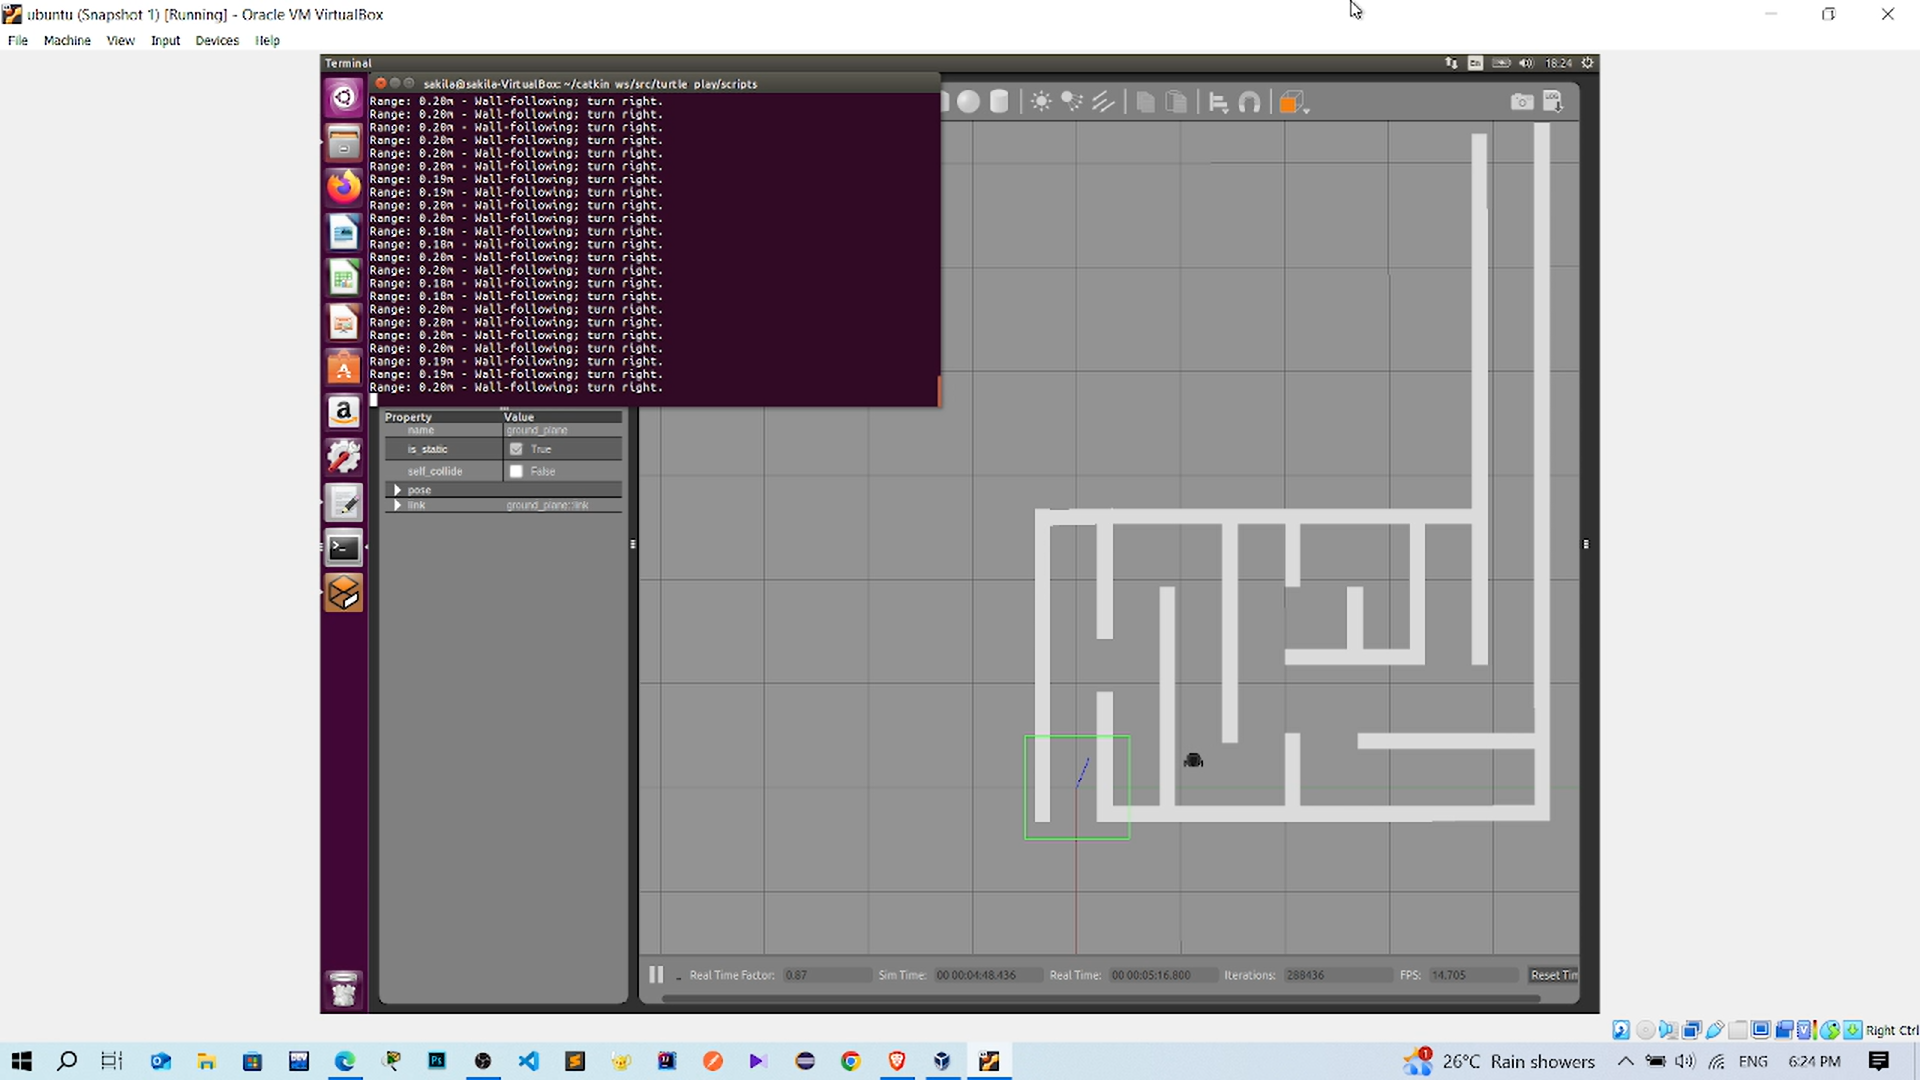 ubuntu (Snapshot 1) [Running] - Oracle VM VirtualBox
File Machine View Input Devices Help
Terminal
En
18:24
sakila@sakila-VirtualBox: ~/catkin_ws/src/turtle_play/scripts
Range: 0.20m - Wall-following; turn right.
Range: 0.20m - Wall-following; turn right.
Range: 0.20m - Wall-following; turn right.
Range: 0.20m - Wall-following; turn right.
Range: 0.20m - Wall-following; turn right.
Range: 0.20m - Wall-following; turn right.
Range: 0.19m - Wall-following; turn right.
Range: 0.19m - Wall-following; turn right.
Range: 0.20m - Wall-following; turn right.
Range: 0.20m - Wall-following; turn right.
Range: 0.18m - Wall-following; turn right.
Range: 0.18m - Wall-following; turn right.
Range: 0.20m - Wall-following; turn right.
Range: 0.20m - Wall-following; turn right.
Range: 0.18m - Wall-following; turn right.
Range: 0.18m - Wall-following; turn right.
Range: 0.20m - Wall-following; turn right.
Range: 0.20m - Wall-following; turn right.
Range: 0.20m - Wall-following; turn right.
Range: 0.20m - Wall-following; turn right.
Range: 0.19m - Wall-following; turn right.
Range: 0.19m - Wall-following; turn right.
Range: 0.20m - Wall-following; turn right.
Property Value
name ground_plane
is_static True
self_collide False
pose
link ground_plane::link
Real Time Factor: 0.87 Sim Time: 00 00:04:48.436 Real Time: 00 00:05:16.800 Iterations: 288436 FPS: 14.705 Reset Tim
Right Ctrl
26°C Rain showers ENG 6:24 PM